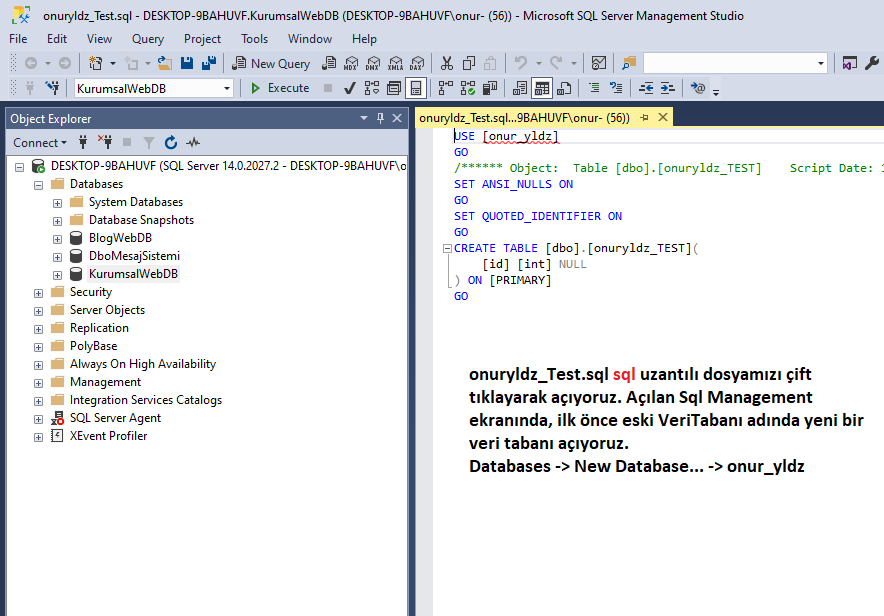 onuryldz_Test.sql - DESKTOP-9BAHUVF.KurumsalWebDB (DESKTOP-9BAHUVF\onur- (56)) - Microsoft SQL Server Management Studio
File Edit View Query Project Tools Window Help
New Query MDX DMX XMLA DAX
KurumsalWebDB Execute
Object Explorer
onuryldz_Test.sql...9BAHUVF\onur- (56))
Connect
DESKTOP-9BAHUVF (SQL Server 14.0.2027.2 - DESKTOP-9BAHUVF\o
Databases
System Databases
Database Snapshots
BlogWebDB
DboMesajSistemi
KurumsalWebDB
Security
Server Objects
Replication
PolyBase
Always On High Availability
Management
Integration Services Catalogs
SQL Server Agent
XEvent Profiler
USE [onur_yldz]
GO
/****** Object:  Table [dbo].[onuryldz_TEST]    Script Date:
SET ANSI_NULLS ON
GO
SET QUOTED_IDENTIFIER ON
GO
CREATE TABLE [dbo].[onuryldz_TEST](
[id] [int] NULL
) ON [PRIMARY]
GO
onuryldz_Test.sql sql uzantılı dosyamızı çift
tıklayarak açıyoruz. Açılan Sql Management
ekranında, ilk önce eski VeriTabanı adında yeni bir
veri tabanı açıyoruz.
Databases -> New Database... -> onur_yldz